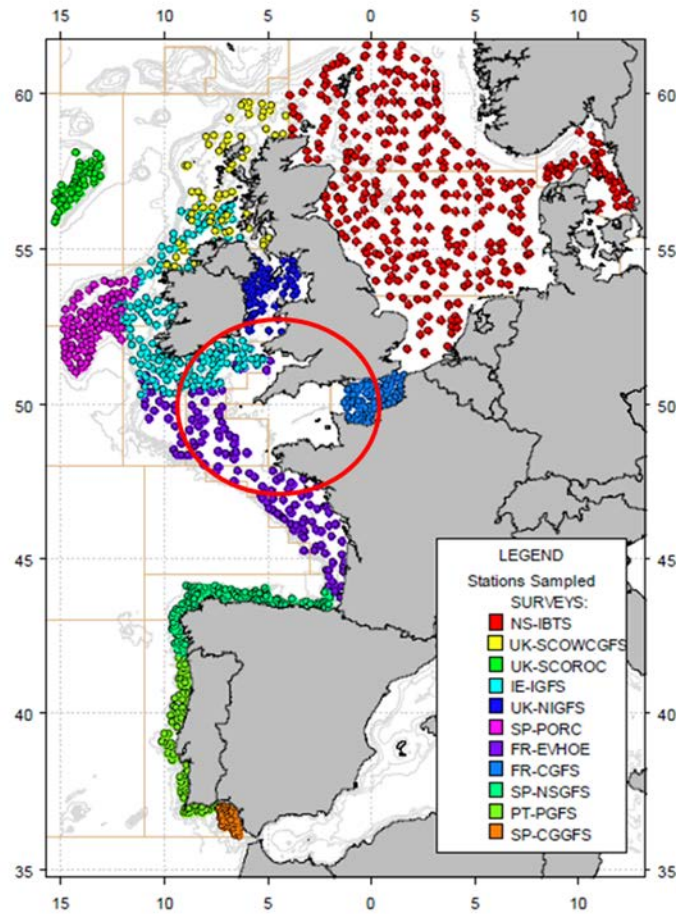 15 10 5 0 5 10
60 60
55 55
50 50
45 45
40 40
35 35
LEGEND
Stations Sampled
SURVEYS:
NS-IBTS
UK-SCOWCGFS
UK-SCOROC
IE-IGFS
UK-NIGFS
SP-PORC
FR-EVHOE
FR-CGFS
SP-NSGFS
PT-PGFS
SP-CGGFS
15 10 5 0 5 10